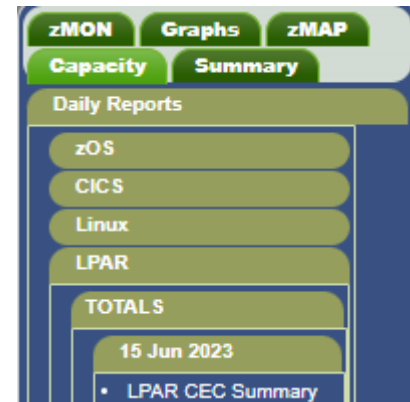 zMON Graphs zMAP
Capacity Summary
Daily Reports
zOS
CICS
Linux
LPAR
TOTALS
15 Jun 2023
• LPAR CEC Summary